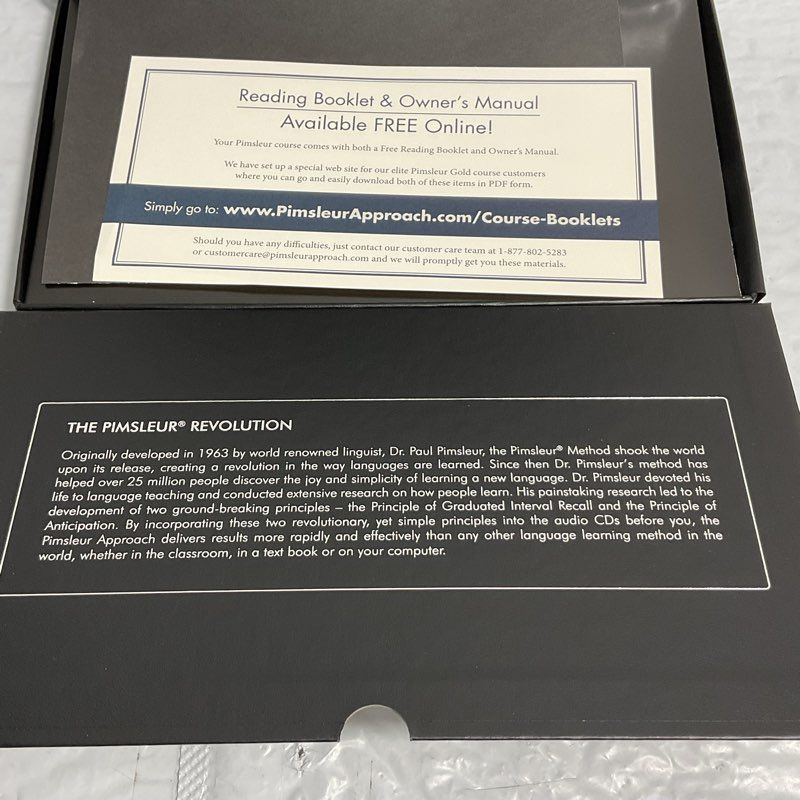 Reading Booklet & Owner's Manual
Available FREE Online!
Your Pimsleur course comes with both a Free Reading Booklet and Owner's Manual.
We have set up a special web site for our elite Pimsleur Gold course customers
where you can go and easily download both of these items in PDF form.
Simply go to: www.PimsleurApproach.com/Course-Booklets
Should you have any difficulties, just contact our customer care team at 1-877-802-5283
or customercare@pimsleurapproach.com and we will promptly get you these materials.
THE PIMSLEUR® REVOLUTION
Originally developed in 1963 by world renowned linguist, Dr. Paul Pimsleur, the Pimsleur® Method shook the world
upon its release, creating a revolution in the way languages are learned. Since then Dr. Pimsleur's method has
helped over 25 million people discover the joy and simplicity of learning a new language. Dr. Pimsleur devoted his
life to language teaching and conducted extensive research on how people learn. His painstaking research led to the
development of two ground-breaking principles – the Principle of Graduated Interval Recall and the Principle of
Anticipation. By incorporating these two revolutionary, yet simple principles into the audio CDs before you, the
Pimsleur Approach delivers results more rapidly and effectively than any other language learning method in the
world, whether in the classroom, in a text book or on your computer.